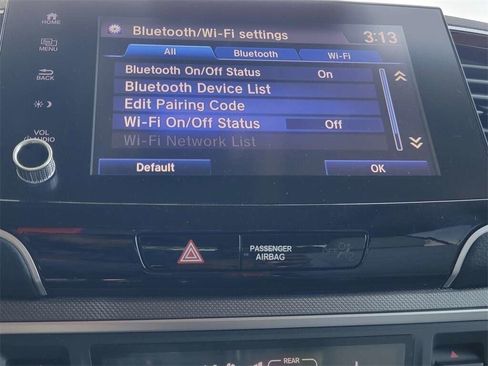 HOME
Bluetooth/Wi-Fi settings
3:13
MENU
All
Bluetooth
Wi-Fi
Bluetooth On/Off Status
On
BACK
Bluetooth Device List
Edit Pairing Code
Wi-Fi On/Off Status
Off
VOL
AUDIO
Wi-Fi Network List
Default
OK
PASSENGER
AIRBAG
REAR